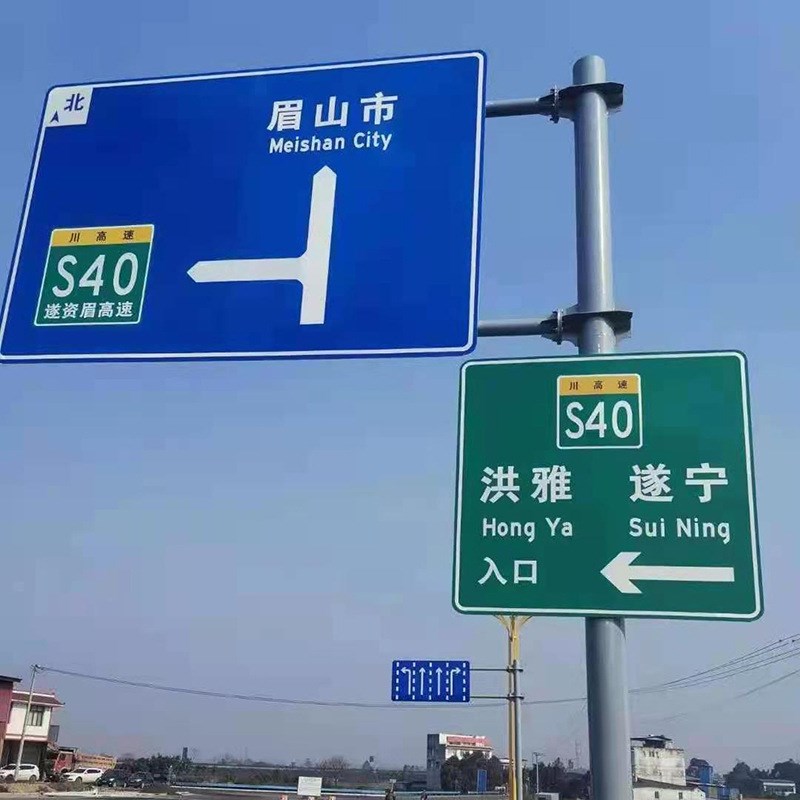 北
眉山市
Meishan City
川高速
S40
遂资眉高速
川高速
S40
洪雅 遂宁
Hong Ya Sui Ning
入口